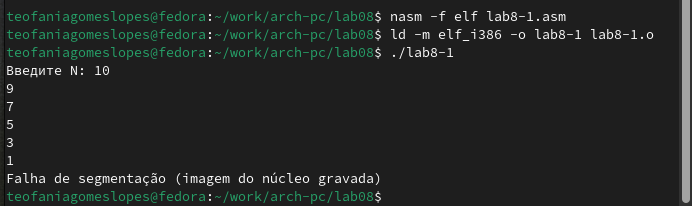 teofaniagomeslopes@fedora:~/work/arch-pc/lab08$ nasm -f elf lab8-1.asm
teofaniagomeslopes@fedora:~/work/arch-pc/lab08$ ld -m elf_i386 -o lab8-1 lab8-1.o
teofaniagomeslopes@fedora:~/work/arch-pc/lab08$ ./lab8-1
Введите N: 10
9
7
5
3
1
Falha de segmentação (imagem do núcleo gravada)
teofaniagomeslopes@fedora:~/work/arch-pc/lab08$